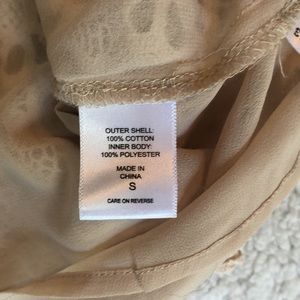 OUTER SHELL:
100% COTTON
INNER BODY:
100% POLYESTER
MADE IN
CHINA
S
CARE ON REVERSE